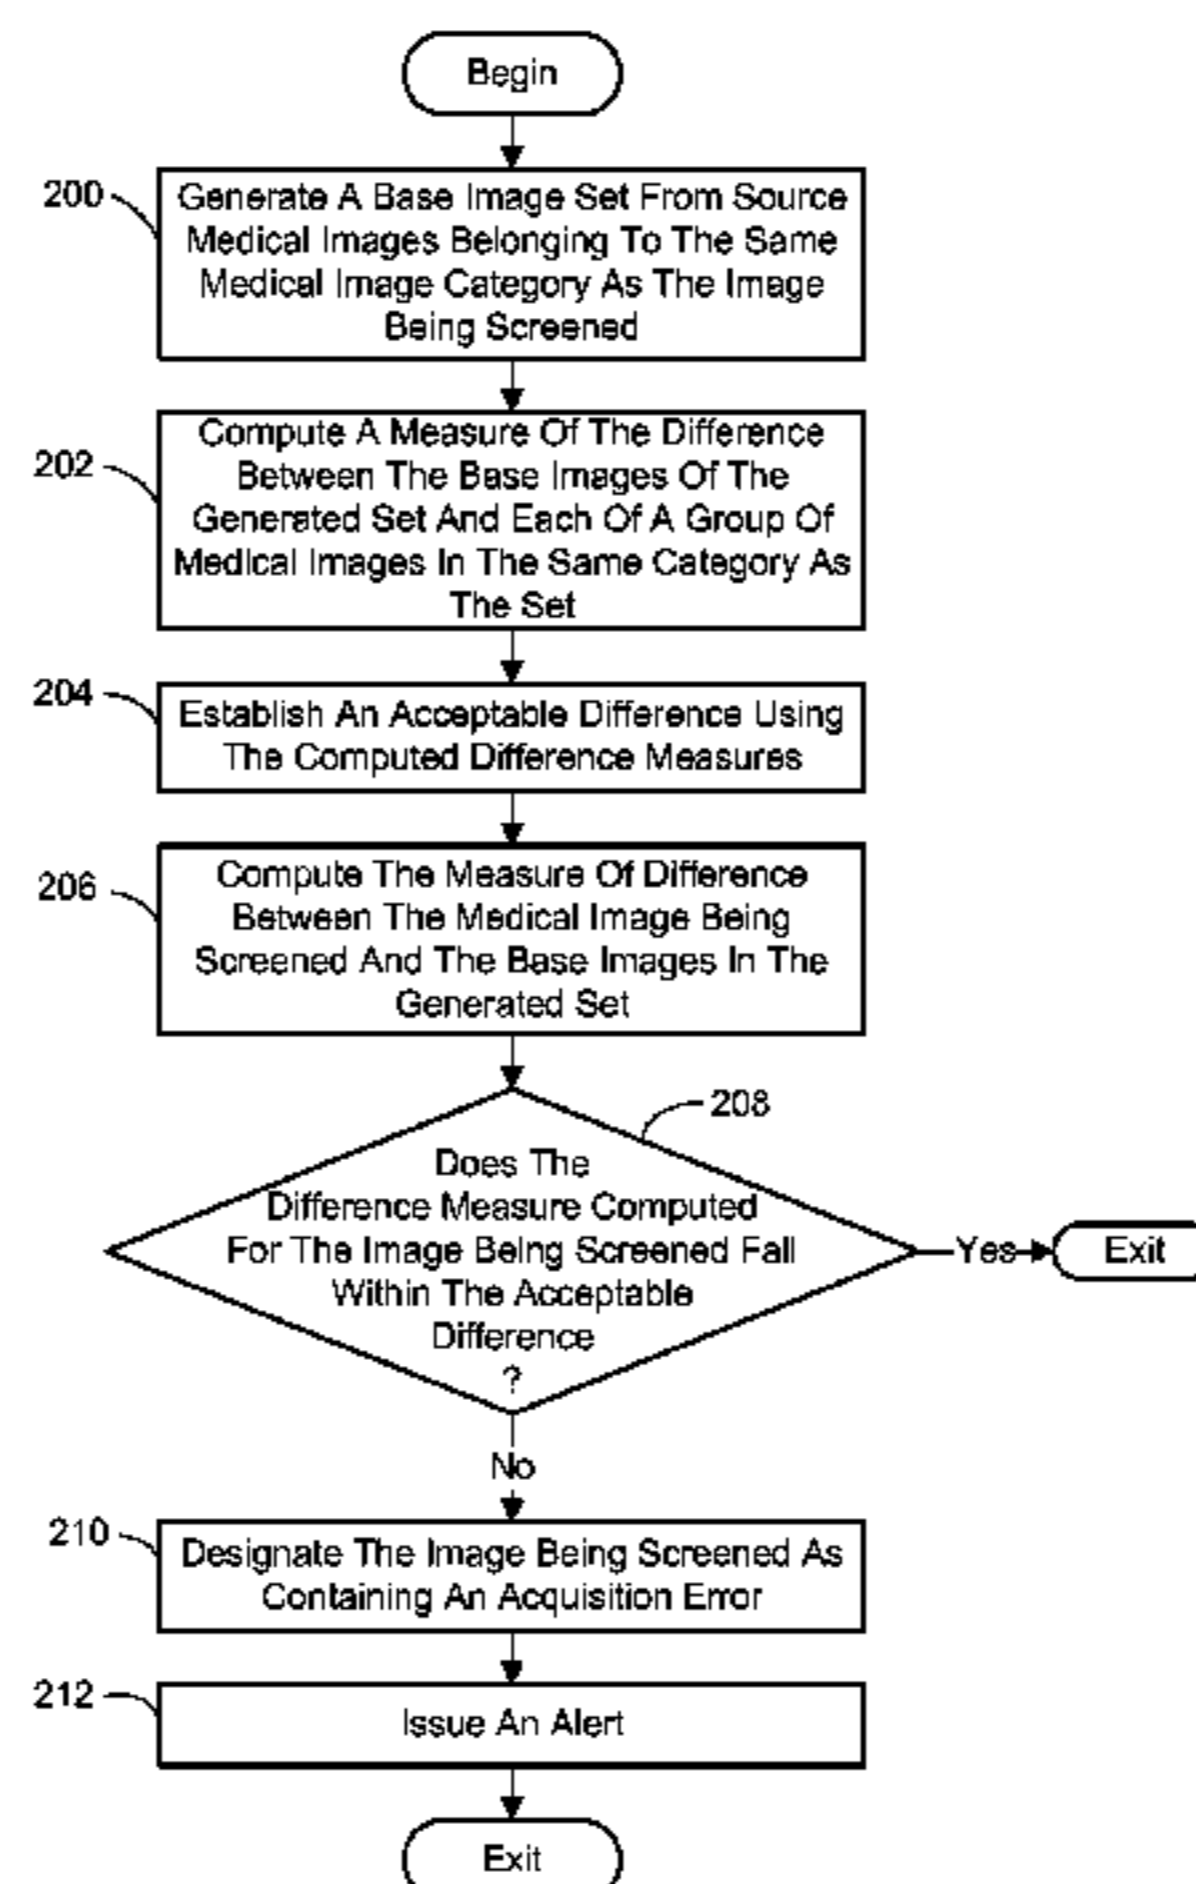 Begin
200
Generate A Base Image Set From Source
Medical Images Belonging To The Same
Medical Image Category As The Image
Being Screened
202
Compute A Measure Of The Difference
Between The Base Images Of The
Generated Set And Each Of A Group Of
Medical Images In The Same Category As
The Set
204
Establish An Acceptable Difference Using
The Computed Difference Measures
206
Compute The Measure Of Difference
Between The Medical Image Being
Screened And The Base Images In The
Generated Set
208
Does The
Difference Measure Computed
For The Image Being Screened Fall
Within The Acceptable
Difference
?
Yes
Exit
No
210
Designate The Image Being Screened As
Containing An Acquisition Error
212
Issue An Alert
Exit